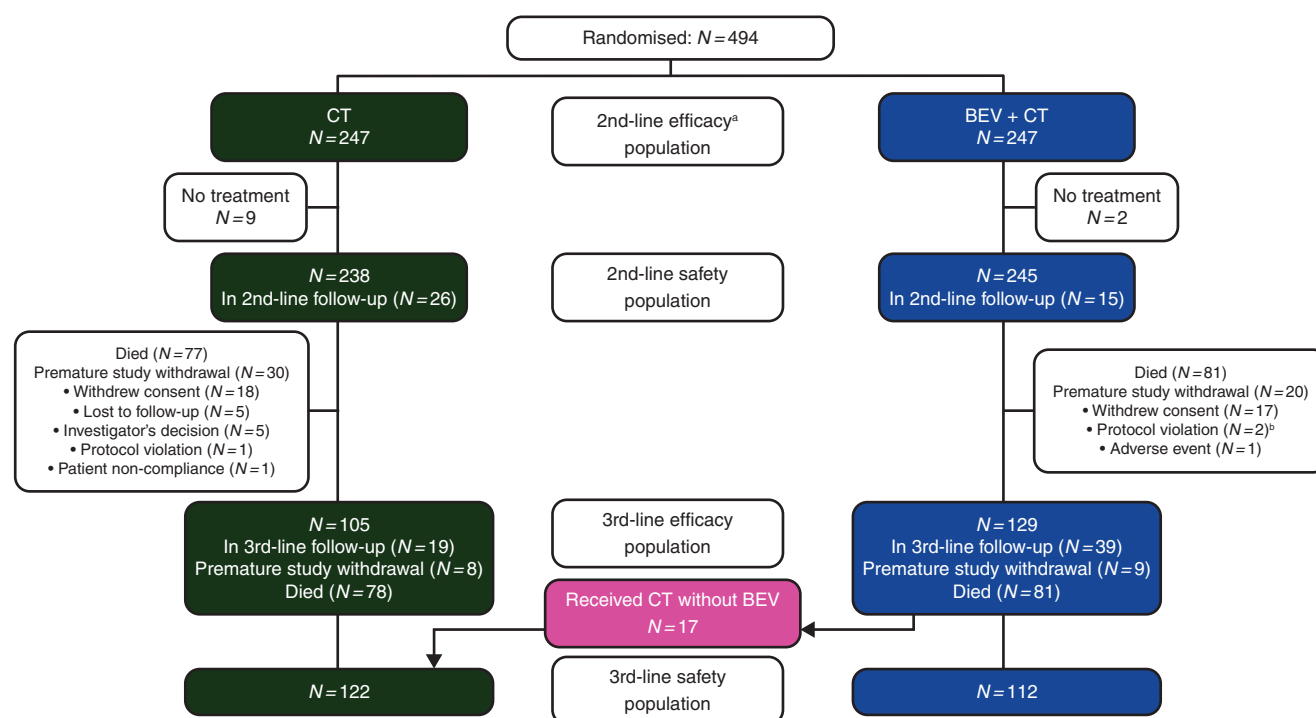 Randomised: N = 494
CT
N = 247
2nd-line efficacyᵃ
population
BEV + CT
N = 247
No treatment
N = 9
No treatment
N = 2
N = 238
In 2nd-line follow-up (N = 26)
2nd-line safety
population
N = 245
In 2nd-line follow-up (N = 15)
Died (N = 77)
Premature study withdrawal (N = 30)
• Withdrew consent (N = 18)
• Lost to follow-up (N = 5)
• Investigator's decision (N = 5)
• Protocol violation (N = 1)
• Patient non-compliance (N = 1)
Died (N = 81)
Premature study withdrawal (N = 20)
• Withdrew consent (N = 17)
• Protocol violation (N = 2)ᵇ
• Adverse event (N = 1)
N = 105
In 3rd-line follow-up (N = 19)
Premature study withdrawal (N = 8)
Died (N = 78)
3rd-line efficacy
population
N = 129
In 3rd-line follow-up (N = 39)
Premature study withdrawal (N = 9)
Died (N = 81)
Received CT without BEV
N = 17
N = 122
3rd-line safety
population
N = 112